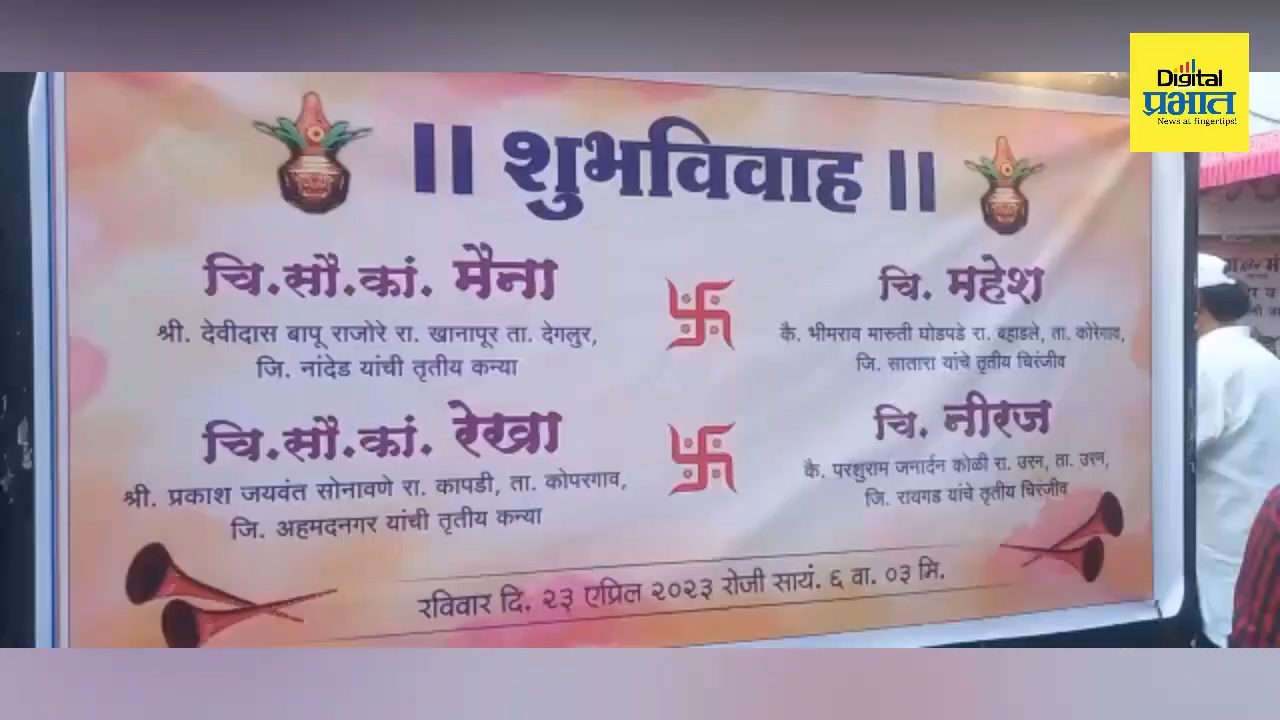 Digital
प्रभात
News at fingertips!
|| शुभविवाह ||
चि.सौ.कां. मैना
श्री. देवीदास बापू राजोरे रा. खानापूर ता. देगलुर,
जि. नांदेड यांची तृतीय कन्या
चि. महेश
कै. भीमराव मारुती घोडपडे रा. बहाडले, ता. कोरेगाव,
जि. सातारा यांचे तृतीय चिरंजीव
चि.सौ.कां. रेखा
श्री. प्रकाश जयवंत सोनावणे रा. कापडी, ता. कोपरगाव,
जि. अहमदनगर यांची तृतीय कन्या
चि. नीरज
कै. परशुराम जनार्दन कोळी रा. उरन, ता. उरन,
जि. रायगड यांचे तृतीय चिरंजीव
रविवार दि. २३ एप्रिल २०२३ रोजी सायं. ६ वा. ०३ मि.